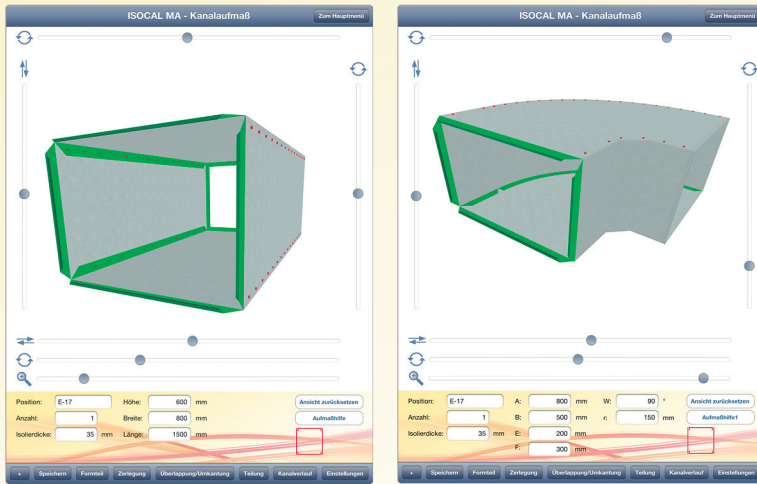 ISOCAL MA - Kanalaufmaß
Zum Hauptmenü
Position: E-17 Höhe: 600 mm Ansicht zurücksetzen
Anzahl: 1 Breite: 800 mm Aufmaßhilfe
Isolierdicke: 35 mm Länge: 1500 mm
+ Speichern Formteil Zerlegung Überlappung/Umkantung Teilung Kanalverlauf Einstellungen
ISOCAL MA - Kanalaufmaß
Zum Hauptmenü
Position: E-17 A: 800 mm W: 90 ° Ansicht zurücksetzen
Anzahl: 1 B: 500 mm r: 150 mm Aufmaßhilfe1
Isolierdicke: 35 mm E: 200 mm
F: 300 mm
+ Speichern Formteil Zerlegung Überlappung/Umkantung Teilung Kanalverlauf Einstellungen